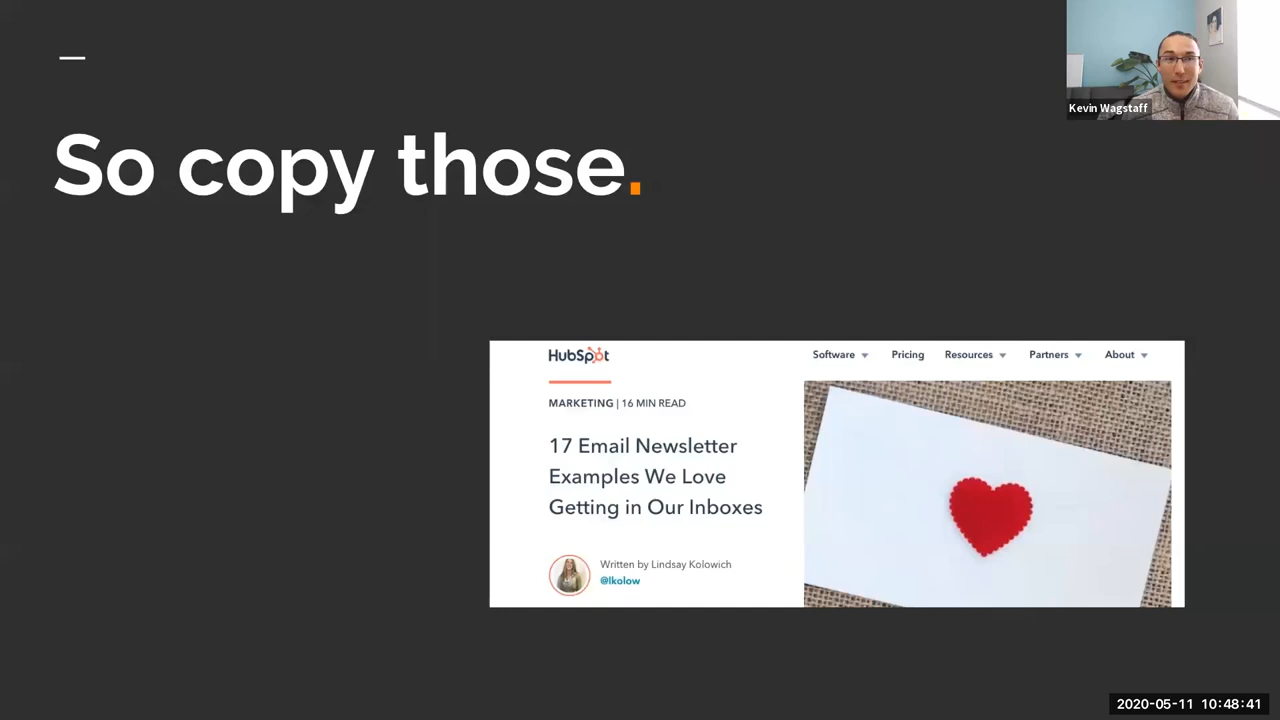 Kevin Wagstaff
So copy those.
HubSpot
Software
Pricing
Resources
Partners
About
MARKETING | 16 MIN READ
17 Email Newsletter
Examples We Love
Getting in Our Inboxes
Written by Lindsay Kolowich
@lkolow
2020-05-11 10:48:41